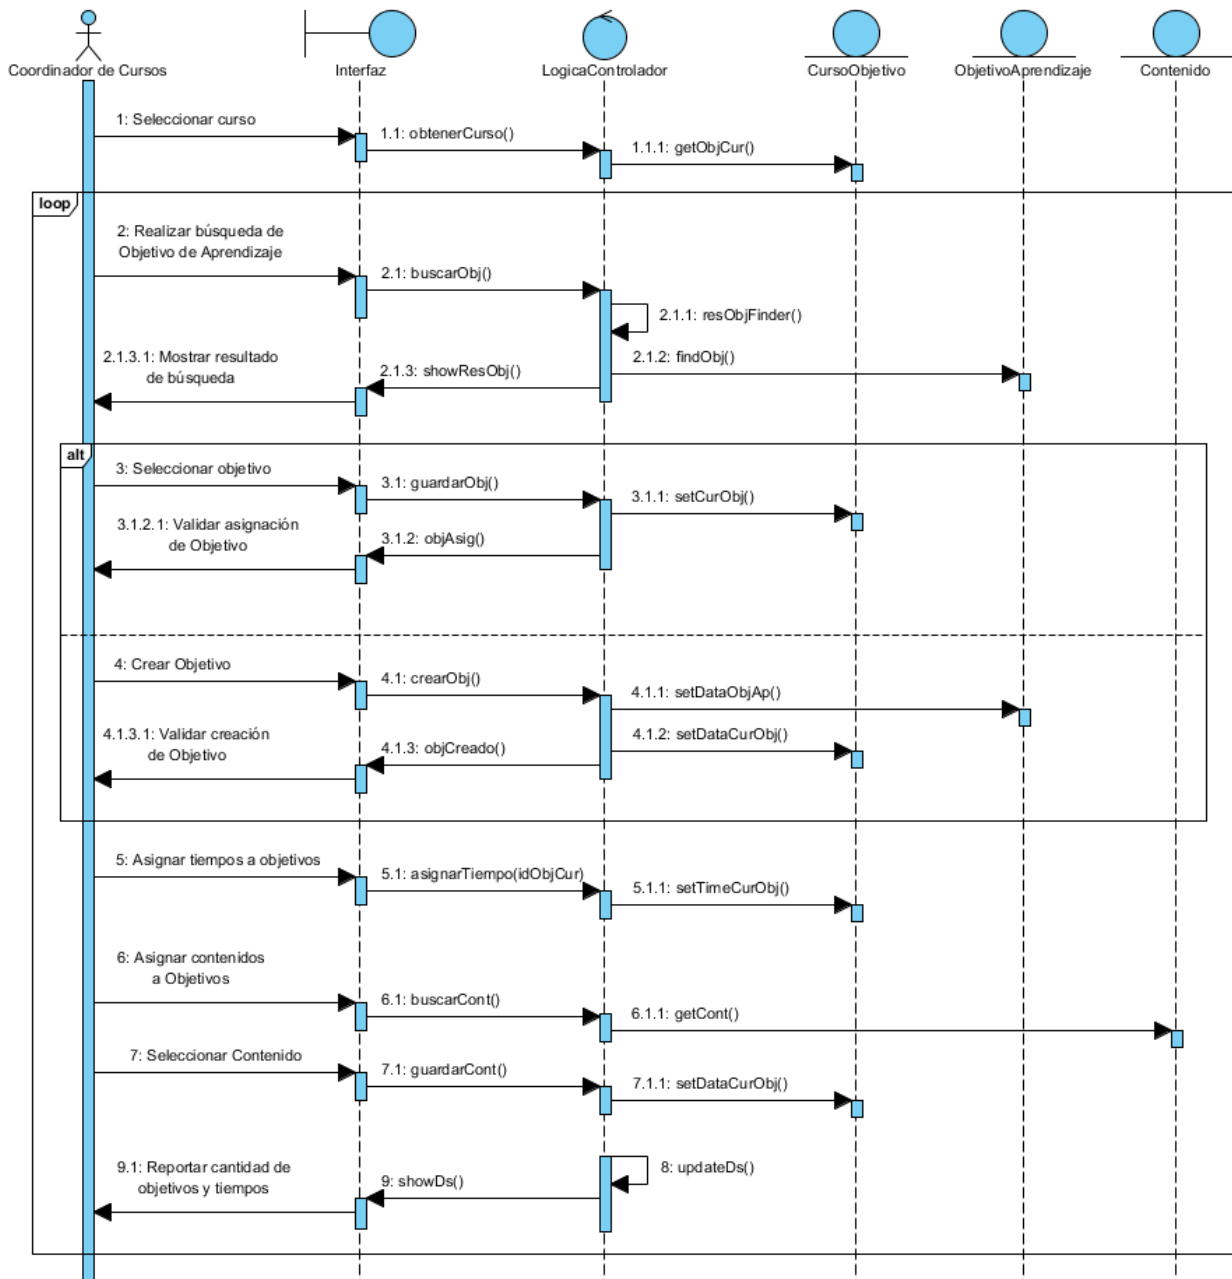 Coordinador de Cursos
Interfaz
LogicaControlador
CursoObjetivo
ObjetivoAprendizaje
Contenido
1: Seleccionar curso
1.1: obtenerCurso()
1.1.1: getObjCur()
loop
2: Realizar búsqueda de
Objetivo de Aprendizaje
2.1: buscarObj()
2.1.1: resObjFinder()
2.1.2: findObj()
2.1.3: showResObj()
2.1.3.1: Mostrar resultado
de búsqueda
alt
3: Seleccionar objetivo
3.1: guardarObj()
3.1.1: setCurObj()
3.1.2: objAsig()
3.1.2.1: Validar asignación
de Objetivo
4: Crear Objetivo
4.1: crearObj()
4.1.1: setDataObjAp()
4.1.2: setDataCurObj()
4.1.3: objCreado()
4.1.3.1: Validar creación
de Objetivo
5: Asignar tiempos a objetivos
5.1: asignarTiempo(idObjCur)
5.1.1: setTimeCurObj()
6: Asignar contenidos
a Objetivos
6.1: buscarCont()
6.1.1: getCont()
7: Seleccionar Contenido
7.1: guardarCont()
7.1.1: setDataCurObj()
8: updateDs()
9: showDs()
9.1: Reportar cantidad de
objetivos y tiempos